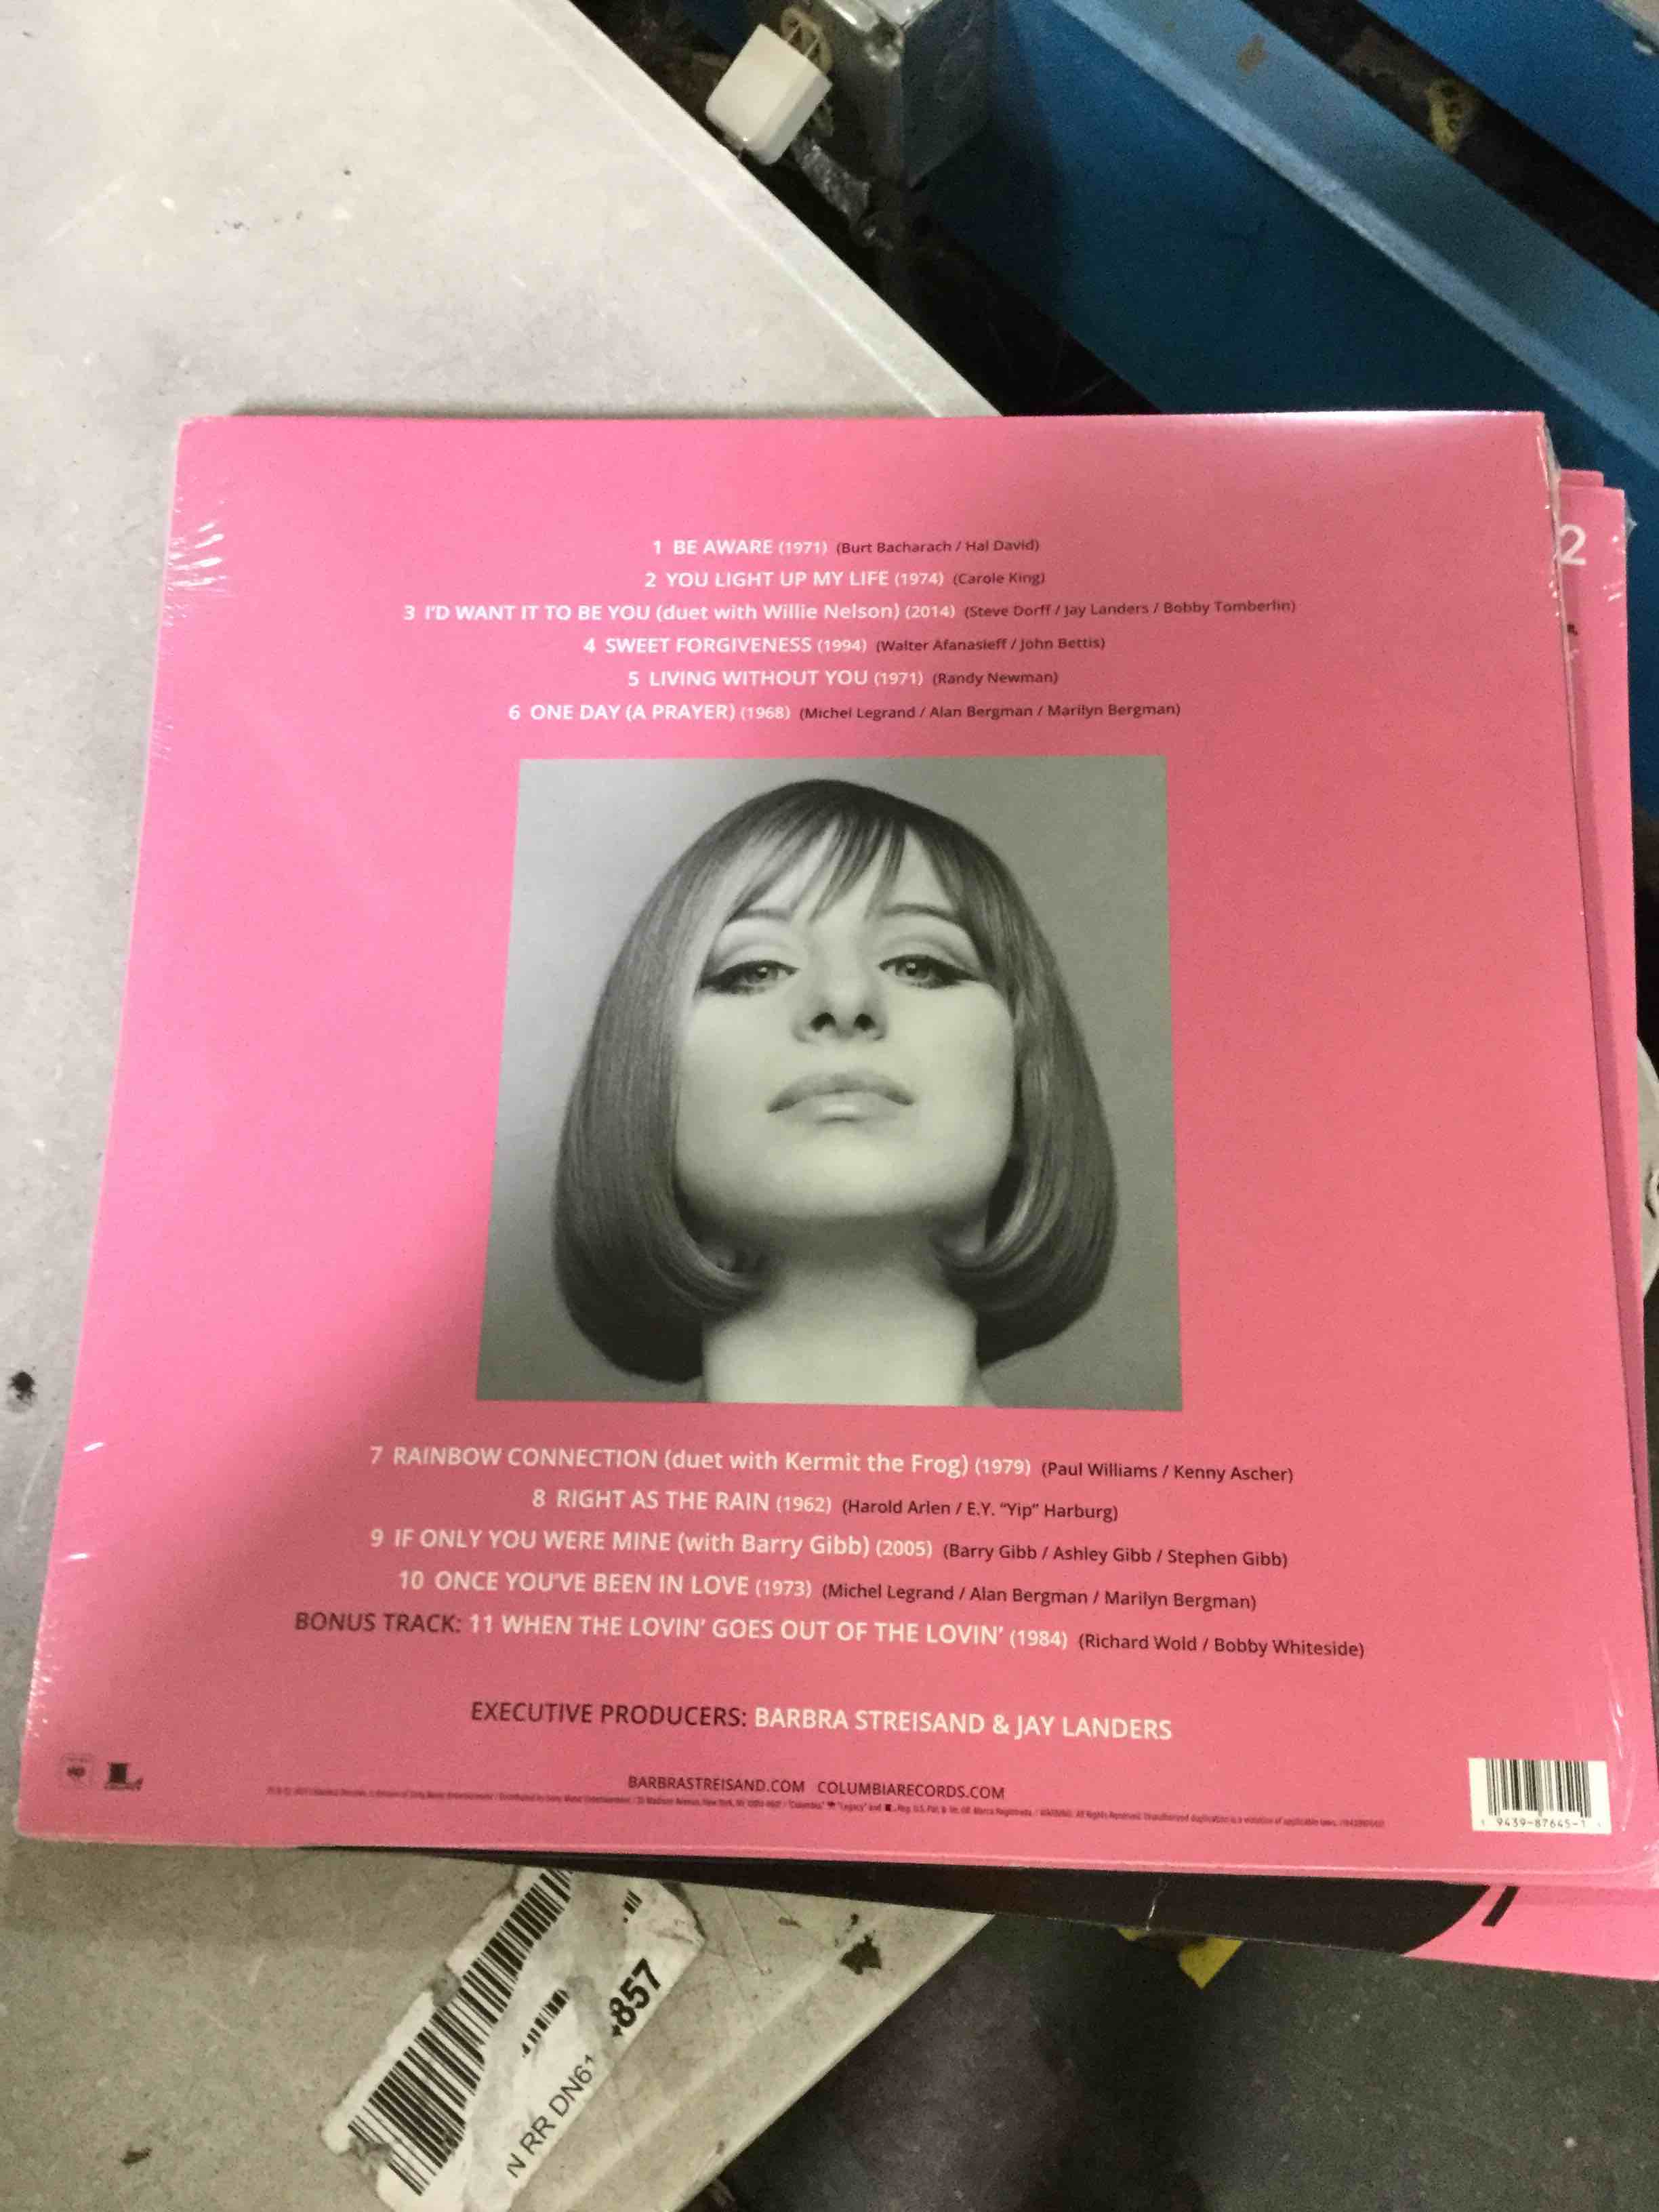 1 BE AWARE (1971) (Burt Bacharach / Hal David)
2 YOU LIGHT UP MY LIFE (1974) (Carole King)
3 I'D WANT IT TO BE YOU (duet with Willie Nelson) (2014) (Steve Dorff / Jay Landers / Bobby Tomberlin)
4 SWEET FORGIVENESS (1994) (Walter Afanasieff / John Bettis)
5 LIVING WITHOUT YOU (1971) (Randy Newman)
6 ONE DAY (A PRAYER) (1968) (Michel Legrand / Alan Bergman / Marilyn Bergman)
2
7 RAINBOW CONNECTION (duet with Kermit the Frog) (1979) (Paul Williams / Kenny Ascher)
8 RIGHT AS THE RAIN (1962) (Harold Arlen / E.Y. "Yip" Harburg)
9 IF ONLY YOU WERE MINE (with Barry Gibb) (2005) (Barry Gibb / Ashley Gibb / Stephen Gibb)
10 ONCE YOU'VE BEEN IN LOVE (1973) (Michel Legrand / Alan Bergman / Marilyn Bergman)
BONUS TRACK: 11 WHEN THE LOVIN' GOES OUT OF THE LOVIN' (1984) (Richard Wold / Bobby Whiteside)
EXECUTIVE PRODUCERS: BARBRA STREISAND & JAY LANDERS
BARBRASTREISAND.COM COLUMBIARECORDS.COM
9439-87645-1
857
N RR DN61